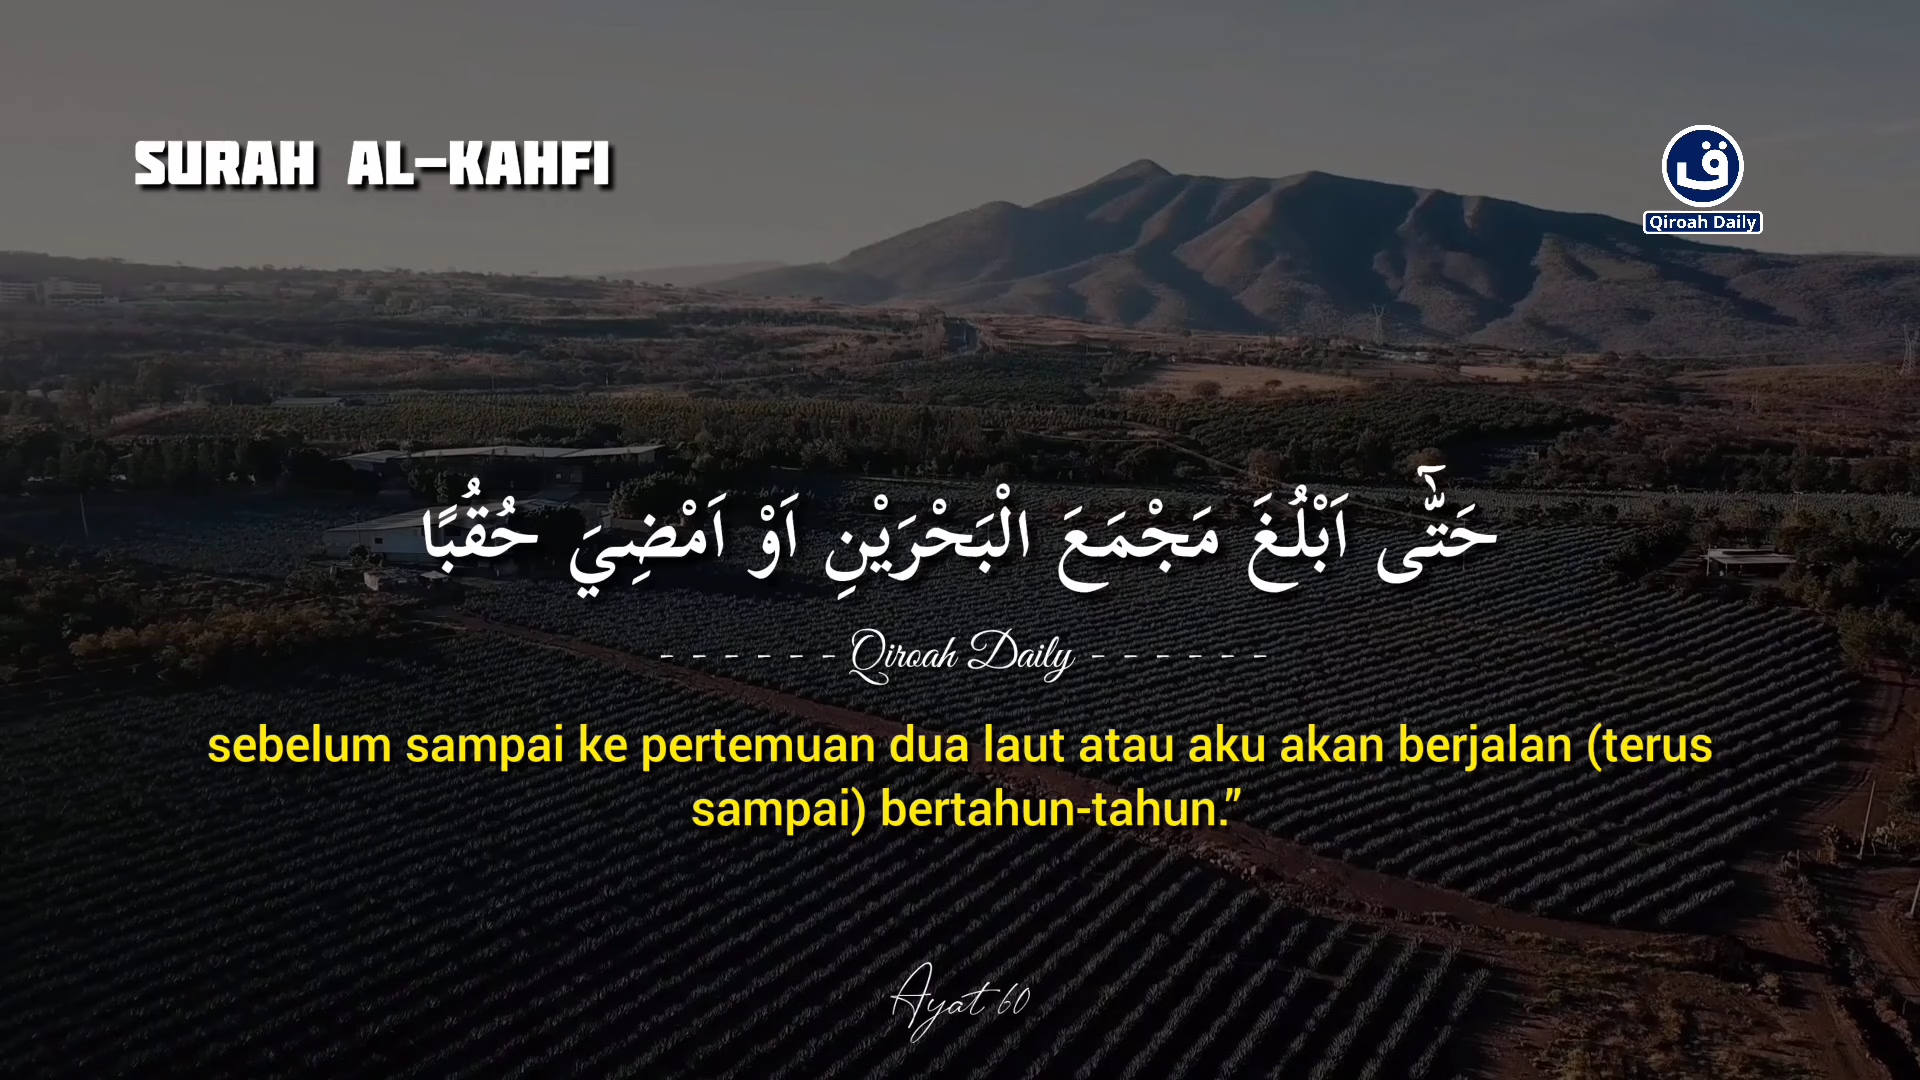 SURAH AL-KAHFI
ق
Qiroah Daily
حَتّٰٓى اَبْلُغَ مَجْمَعَ الْبَحْرَيْنِ اَوْ اَمْضِيَ حُقُبًا
- - - - - - Qiroah Daily - - - - - -
sebelum sampai ke pertemuan dua laut atau aku akan berjalan (terus
sampai) bertahun-tahun.”
Ayat 60